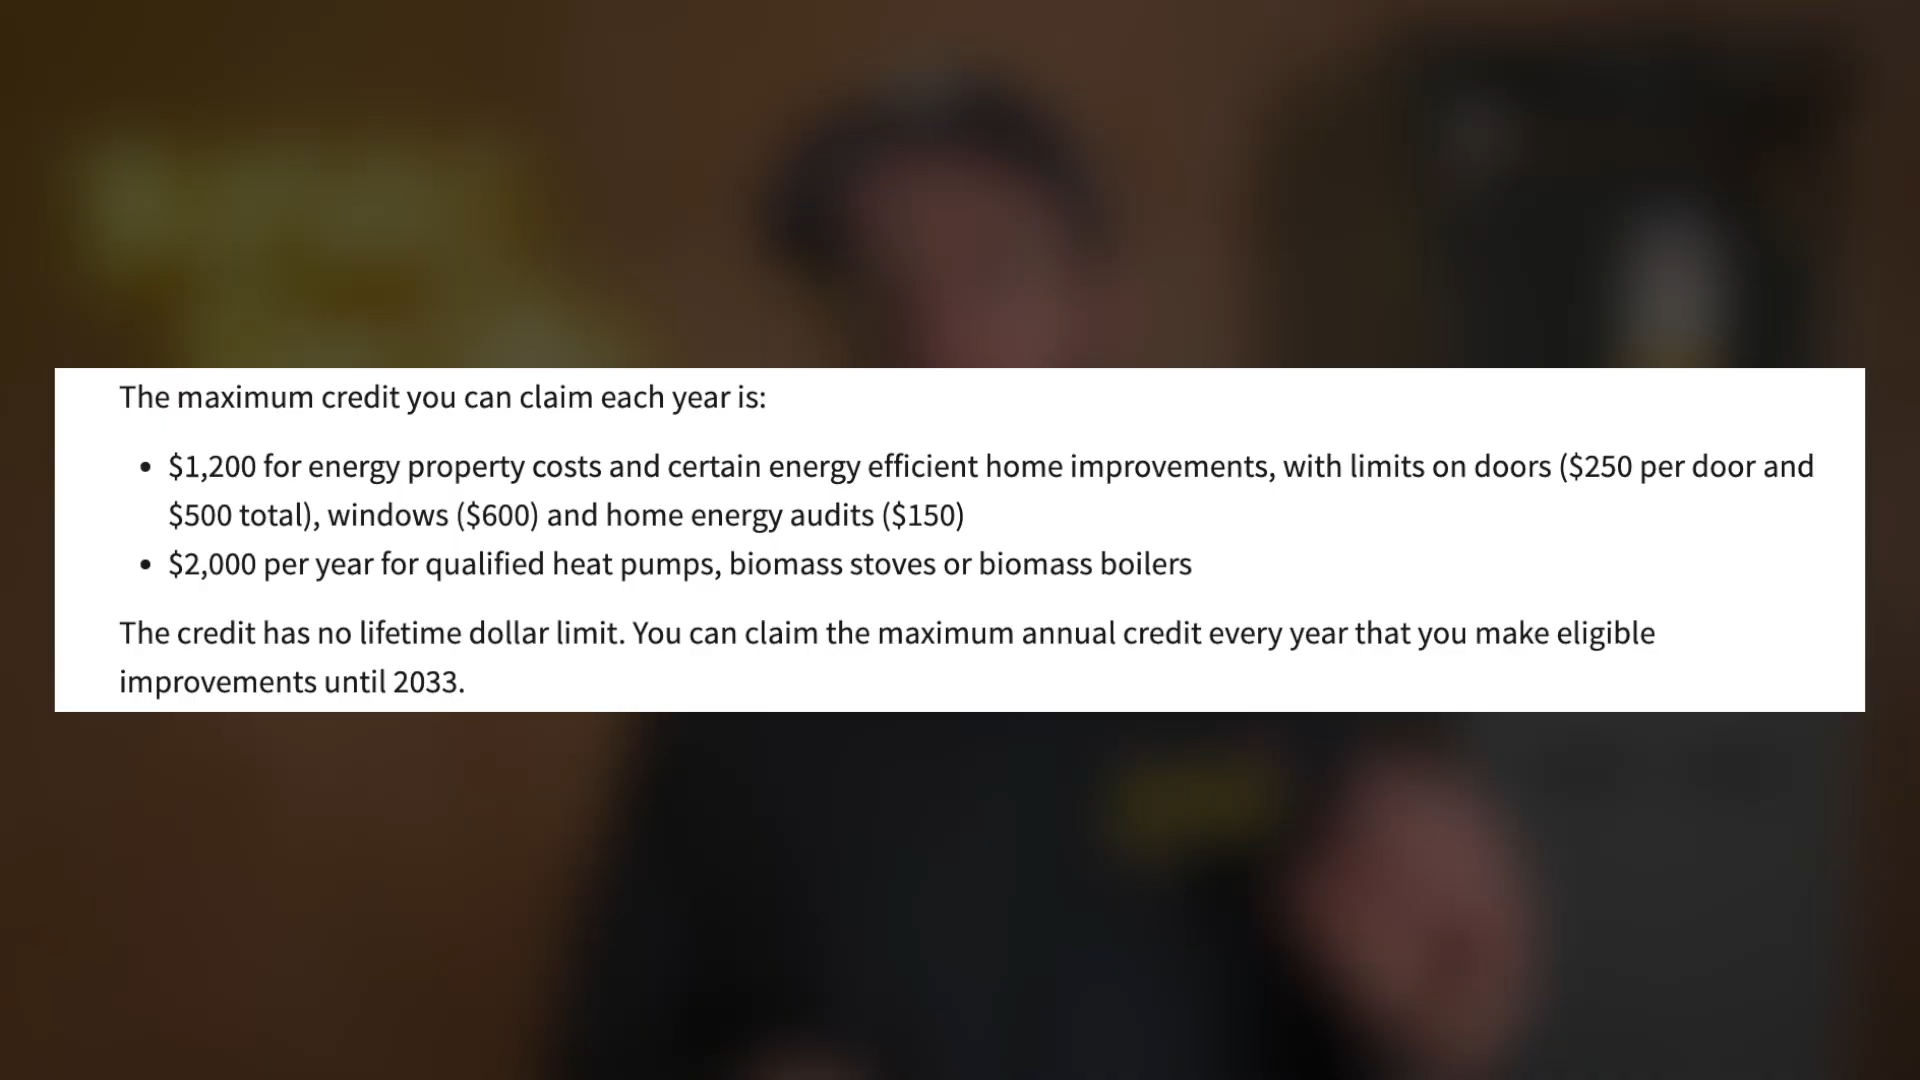 The maximum credit you can claim each year is:
• $1,200 for energy property costs and certain energy efficient home improvements, with limits on doors ($250 per door and
$500 total), windows ($600) and home energy audits ($150)
• $2,000 per year for qualified heat pumps, biomass stoves or biomass boilers
The credit has no lifetime dollar limit. You can claim the maximum annual credit every year that you make eligible
improvements until 2033.